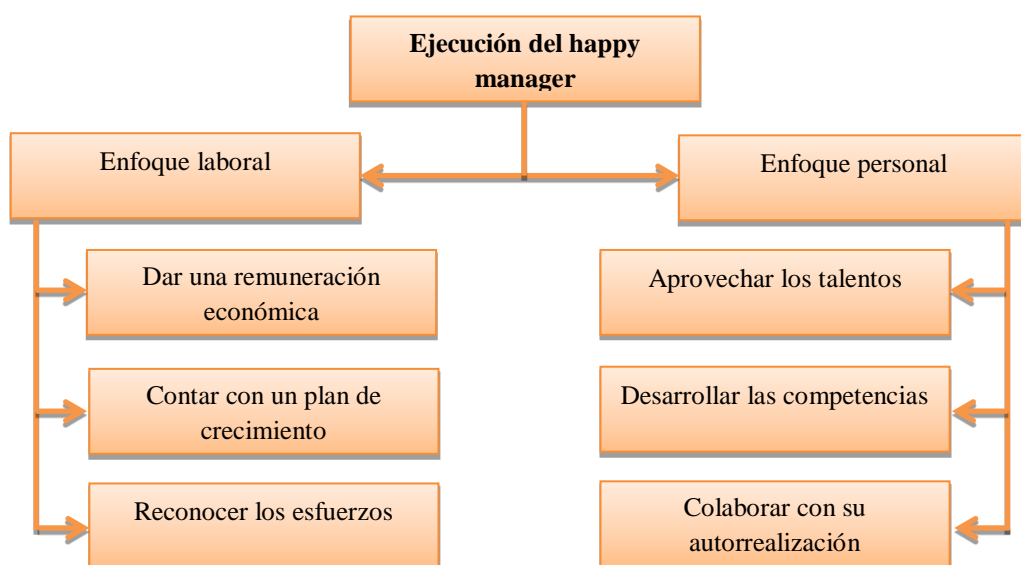 Ejecución del happy
manager
Enfoque laboral
Enfoque personal
Dar una remuneración
económica
Aprovechar los talentos
Contar con un plan de
crecimiento
Desarrollar las competencias
Reconocer los esfuerzos
Colaborar con su
autorrealización